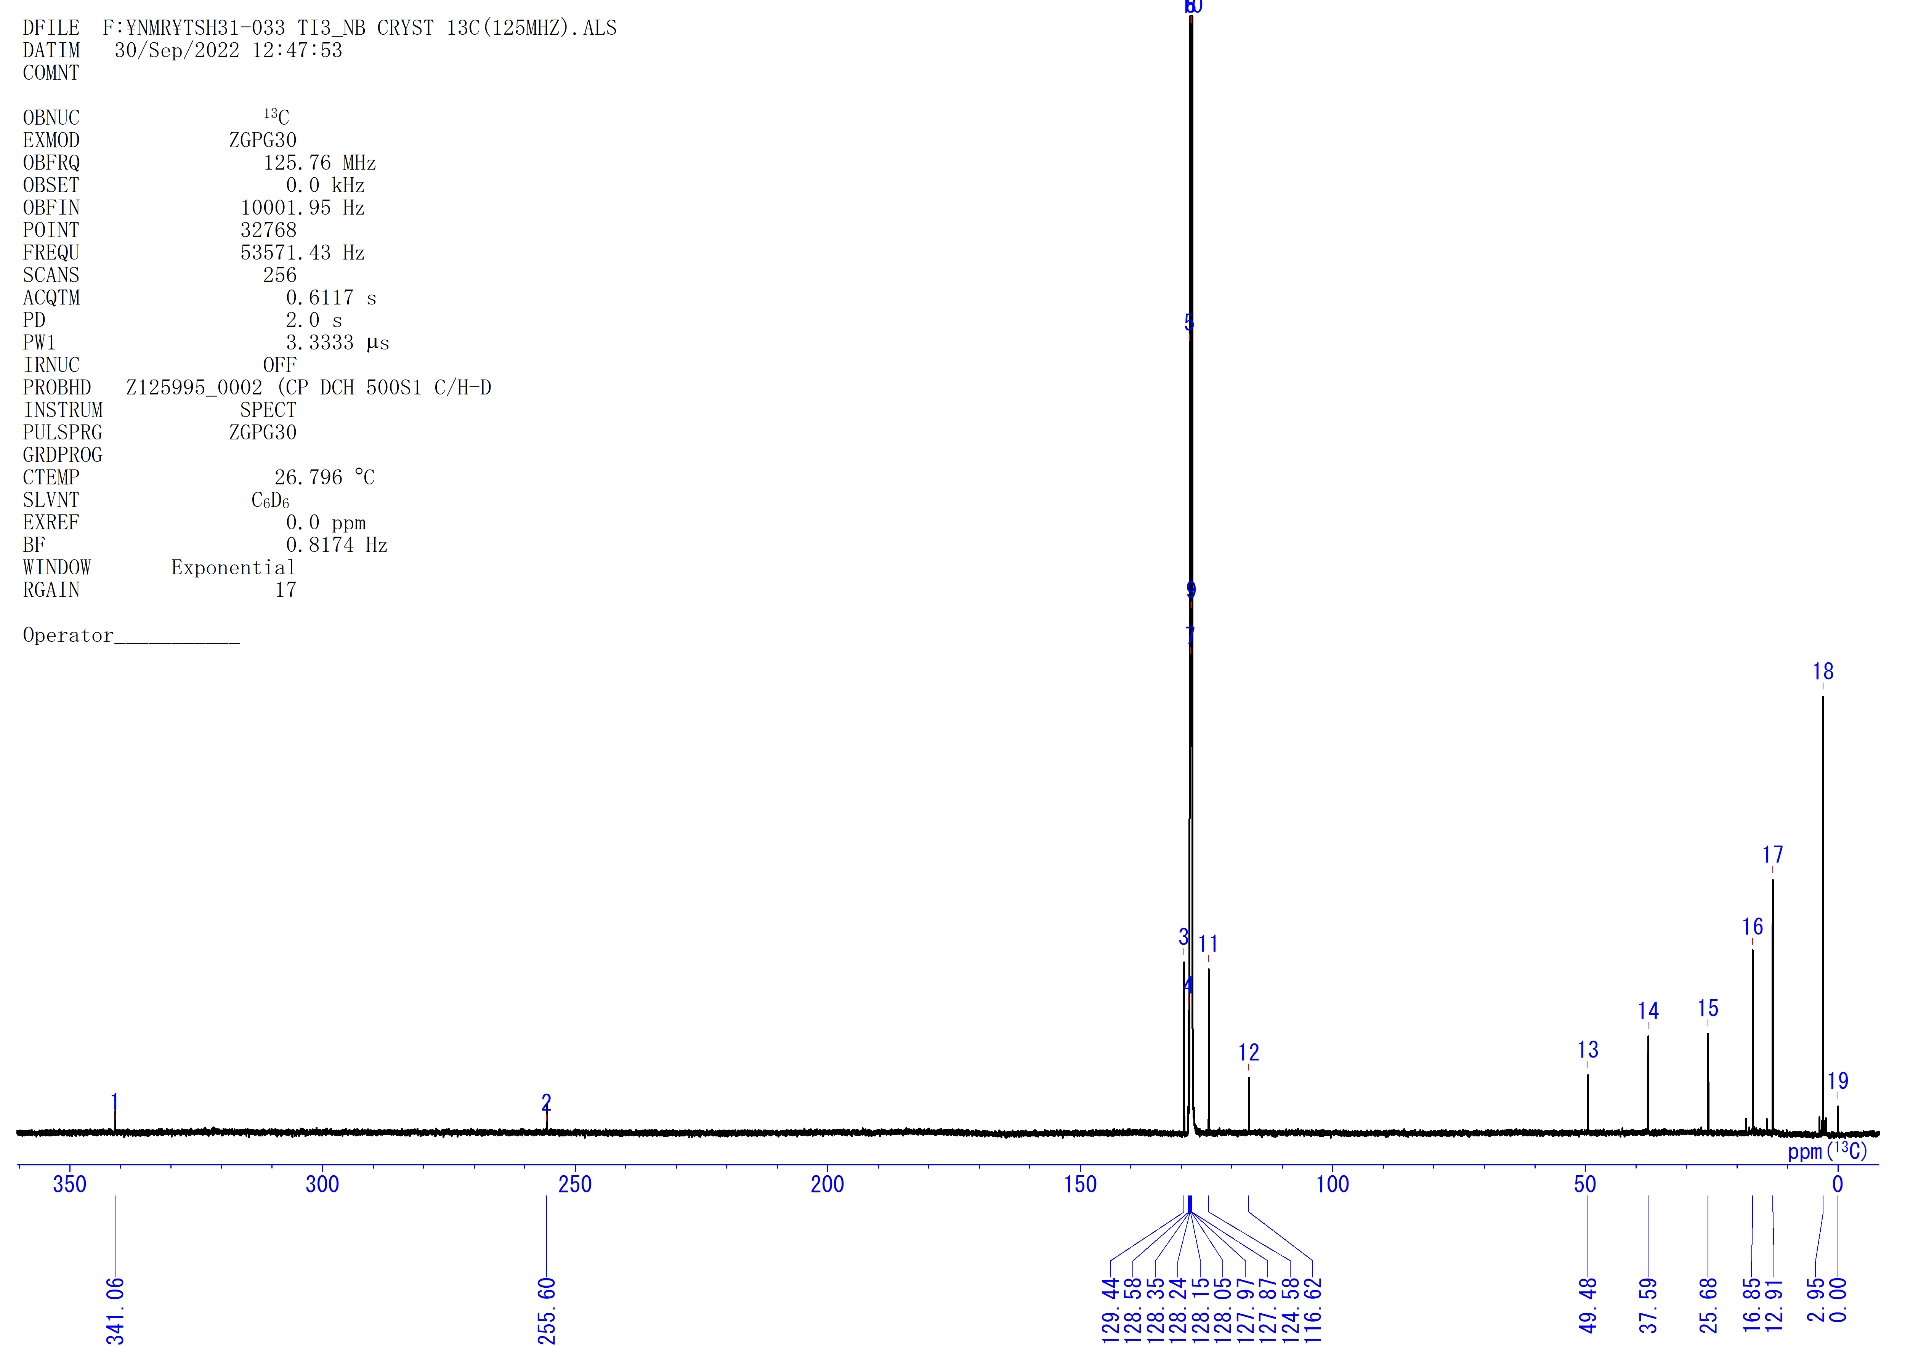 DFILE F:¥NMR¥TSH31-033 TI3_NB CRYST 13C(125MHZ).ALS
DATIM 30/Sep/2022 12:47:53
COMNT
OBNUC ¹³C
EXMOD ZGPG30
OBFRQ 125.76 MHz
OBSET 0.0 kHz
OBFIN 10001.95 Hz
POINT 32768
FREQU 53571.43 Hz
SCANS 256
ACQTM 0.6117 s
PD 2.0 s
PW1 3.3333 μs
IRNUC OFF
PROBHD Z125995_0002 (CP DCH 500S1 C/H-D
INSTRUM SPECT
PULSPRG ZGPG30
GRDPROG
CTEMP 26.796 °C
SLVNT C₆D₆
EXREF 0.0 ppm
BF 0.8174 Hz
WINDOW Exponential
RGAIN 17
Operator___________
5
9
7
18
17
16
3 11
4
14 15
12 13
19
1 2
ppm(¹³C)
350 300 250 200 150 100 50 0
341.06
255.60
129.44
128.58
128.35
128.24
128.15
128.05
127.97
127.87
124.58
116.62
49.48
37.59
25.68
16.85
12.91
2.95
0.00